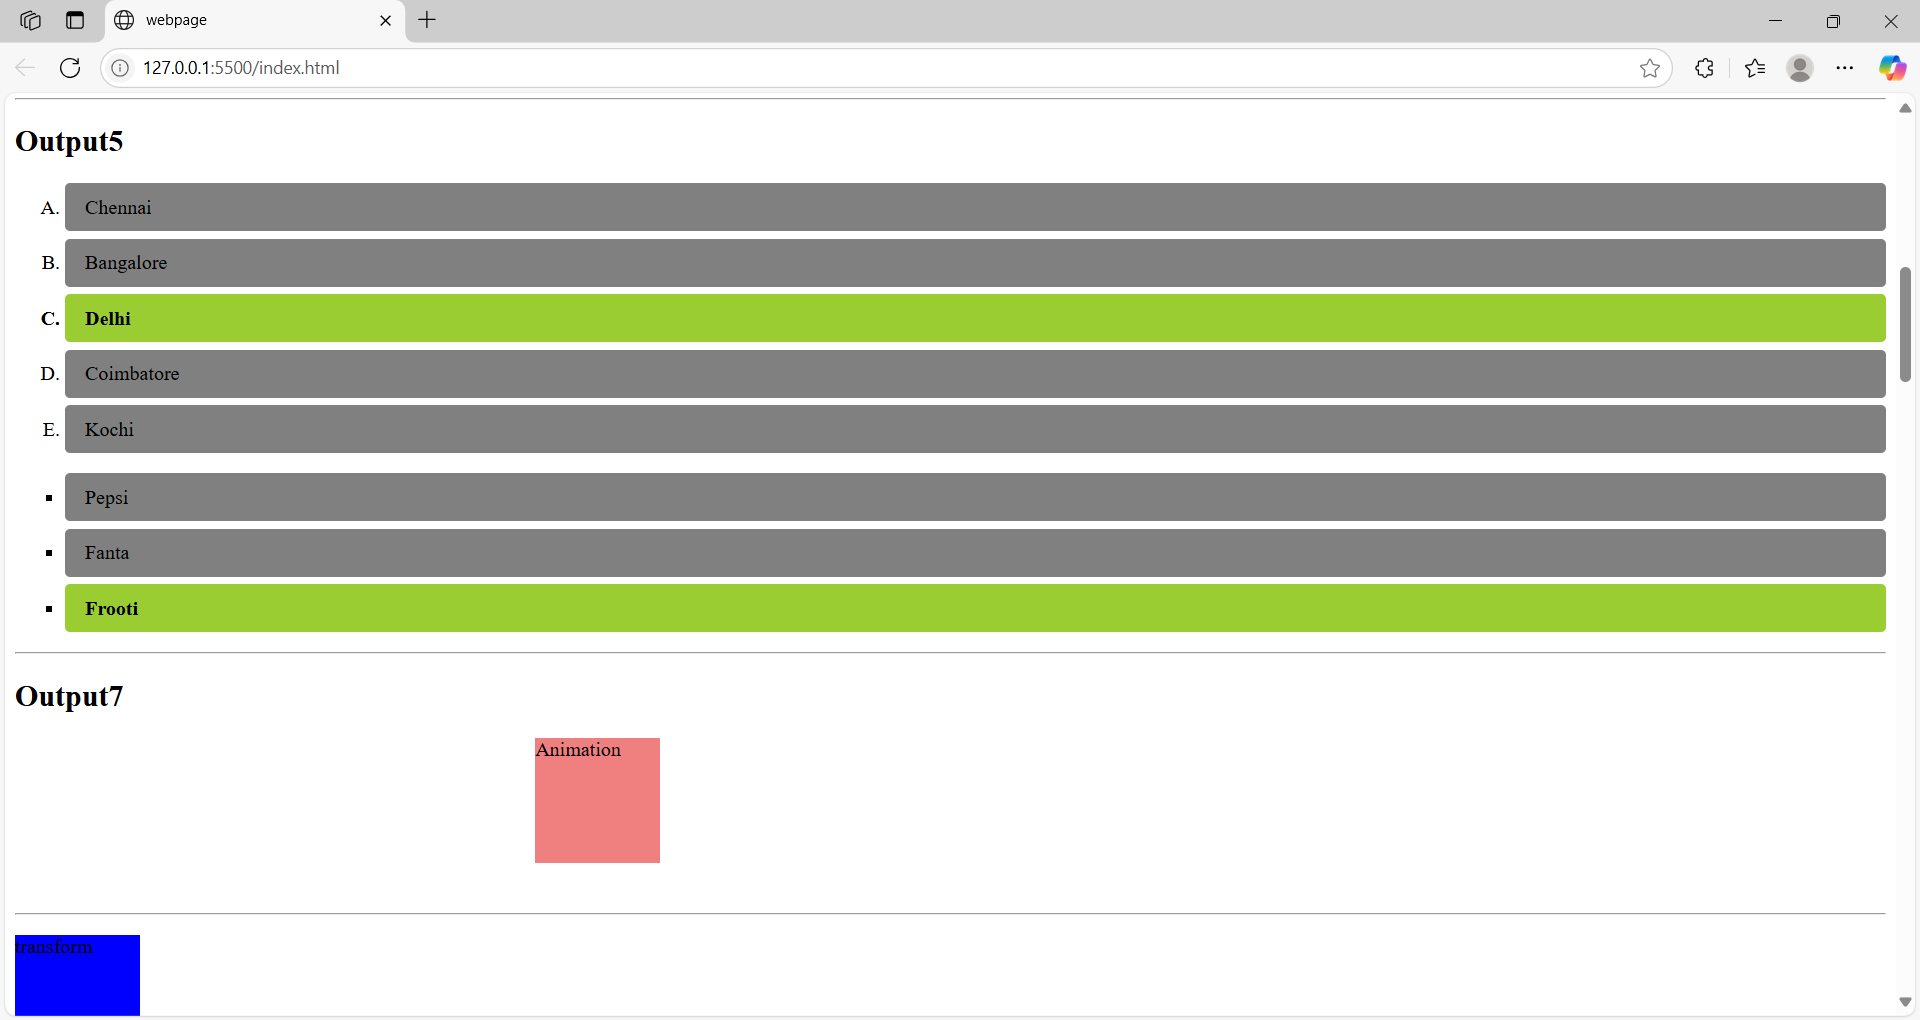 webpage
127.0.0.1:5500/index.html
Output5
A. Chennai
B. Bangalore
C. Delhi
D. Coimbatore
E. Kochi
Pepsi
Fanta
Frooti
Output7
Animation
transform